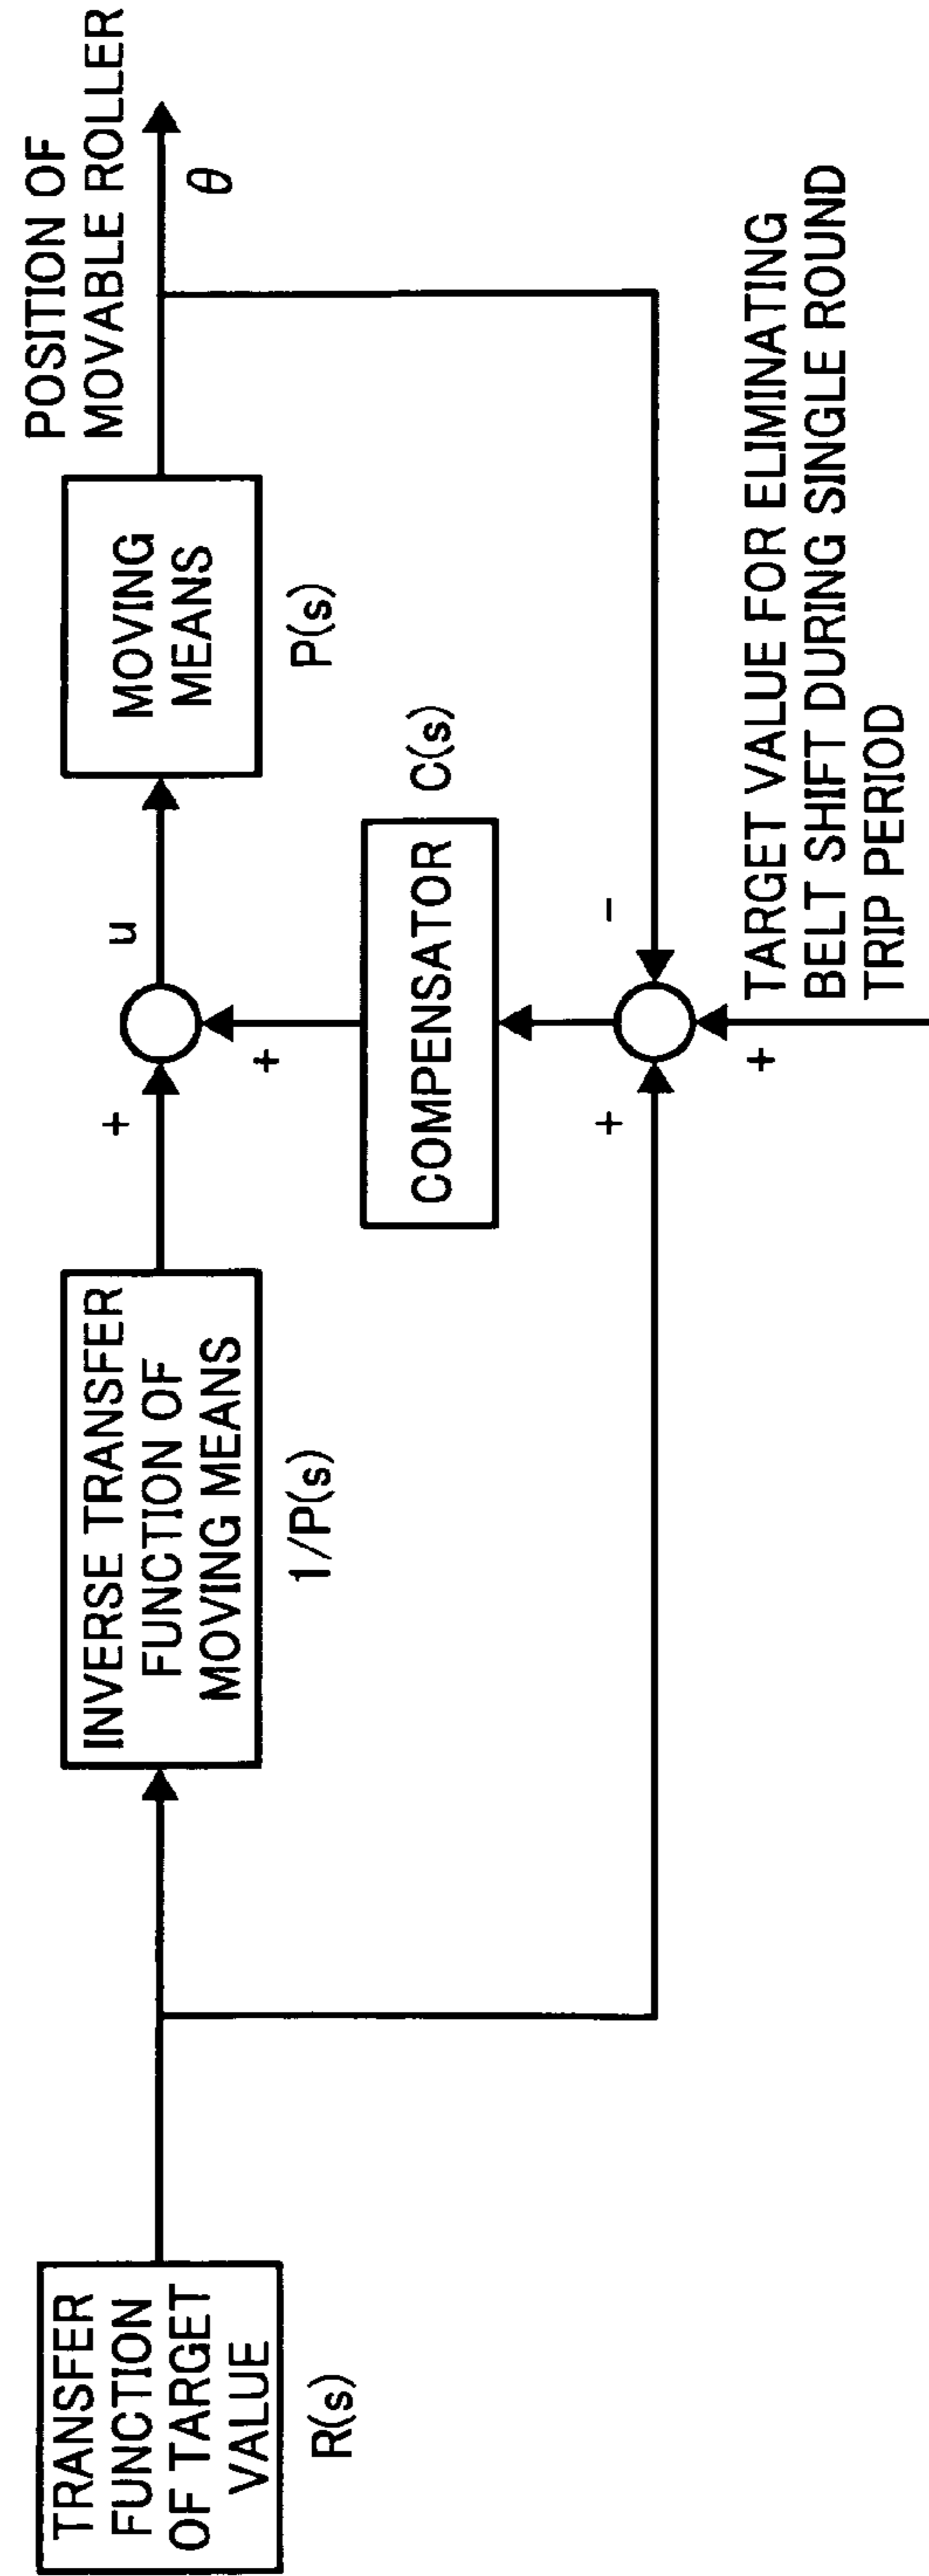 TRANSFER
FUNCTION
OF TARGET
VALUE
R(s)
INVERSE TRANSFER
FUNCTION OF
MOVING MEANS
1/P(s)
+
u
MOVING
MEANS
P(s)
POSITION OF
MOVABLE ROLLER
θ
+
COMPENSATOR
C(s)
+
-
+
TARGET VALUE FOR ELIMINATING
BELT SHIFT DURING SINGLE ROUND
TRIP PERIOD